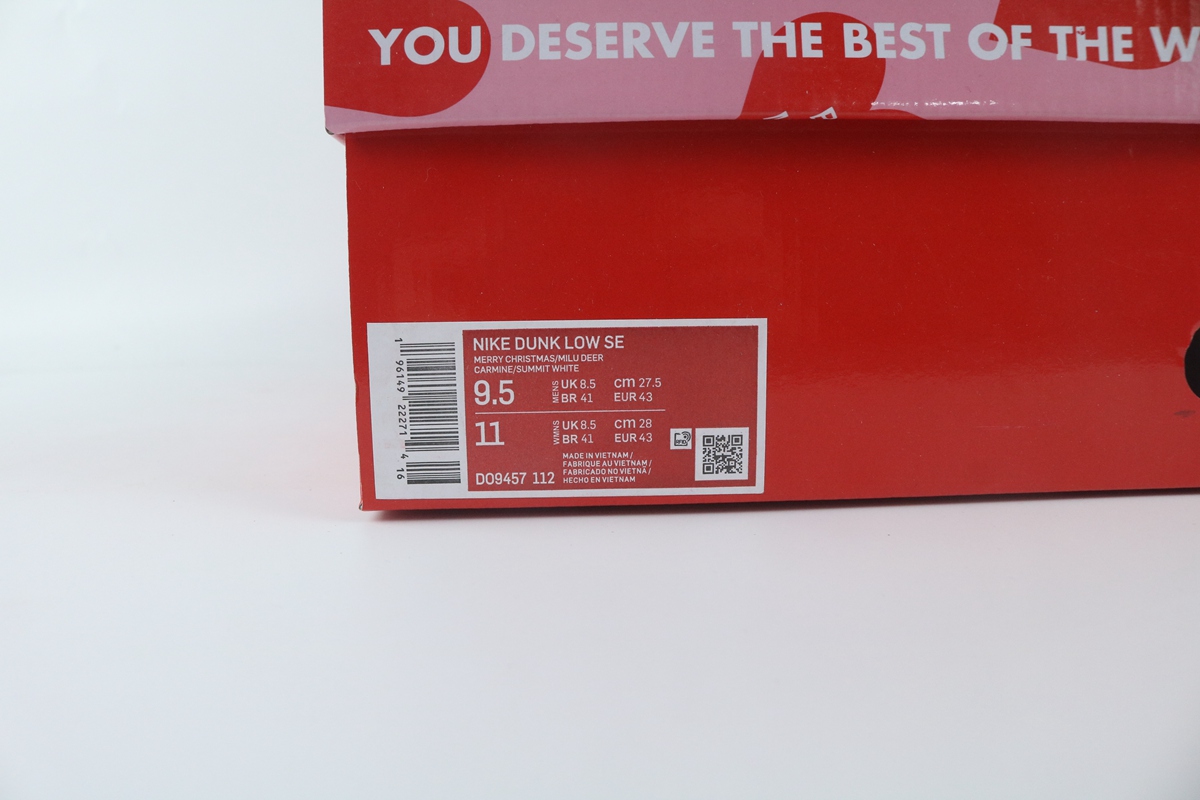 YOU DESERVE THE BEST OF THE W
NIKE DUNK LOW SE
MERRY CHRISTMAS/MILU DEER
CARMINE/SUMMIT WHITE
9.5 MENS UK 8.5 cm 27.5
BR 41 EUR 43
11 WMNS UK 8.5 cm 28
BR 41 EUR 43
RFID
MADE IN VIETNAM /
FABRIQUE AU VIETNAM /
FABRICADO NO VIETNÃ /
HECHO EN VIETNAM
DO9457 112
1 96149 22271 4 16